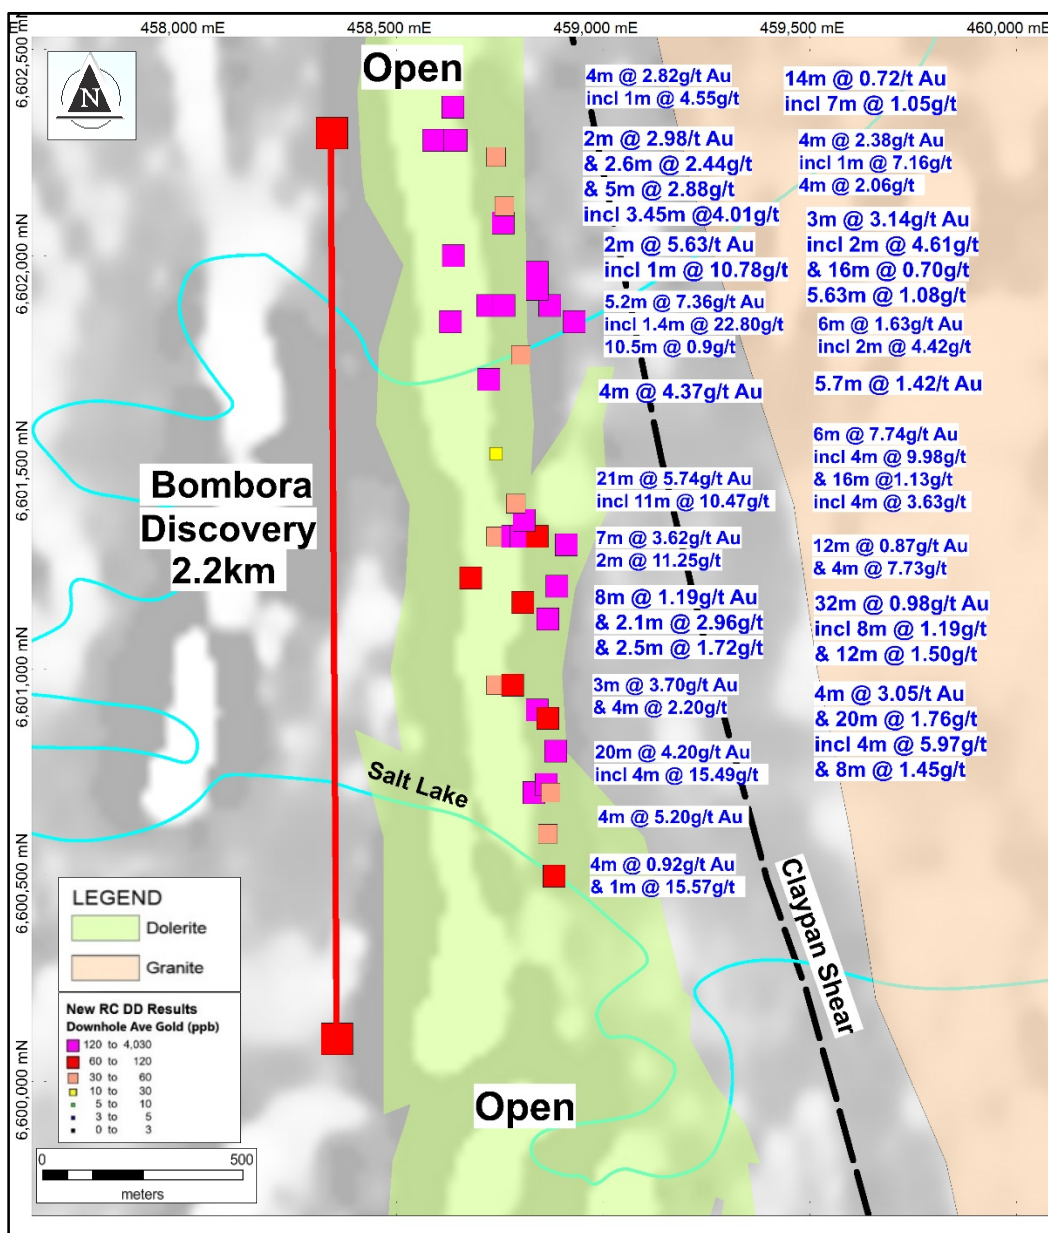 458,000 mE
458,500 mE
459,000 mE
459,500 mE
460,000 mE
6,602,500 mN
6,602,000 mN
6,601,500 mN
6,601,000 mN
6,600,500 mN
6,600,000 mN
N
Open
4m @ 2.82g/t Au
incl 1m @ 4.55g/t
2m @ 2.98/t Au
& 2.6m @ 2.44g/t
& 5m @ 2.88g/t
incl 3.45m @4.01g/t
2m @ 5.63/t Au
incl 1m @ 10.78g/t
5.2m @ 7.36g/t Au
incl 1.4m @ 22.80g/t
10.5m @ 0.9g/t
4m @ 4.37g/t Au
21m @ 5.74g/t Au
incl 11m @ 10.47g/t
7m @ 3.62g/t Au
2m @ 11.25g/t
8m @ 1.19g/t Au
& 2.1m @ 2.96g/t
& 2.5m @ 1.72g/t
3m @ 3.70g/t Au
& 4m @ 2.20g/t
20m @ 4.20g/t Au
incl 4m @ 15.49g/t
4m @ 5.20g/t Au
4m @ 0.92g/t Au
& 1m @ 15.57g/t
14m @ 0.72/t Au
incl 7m @ 1.05g/t
4m @ 2.38g/t Au
incl 1m @ 7.16g/t
4m @ 2.06g/t
3m @ 3.14g/t Au
incl 2m @ 4.61g/t
& 16m @ 0.70g/t
5.63m @ 1.08g/t
6m @ 1.63g/t Au
incl 2m @ 4.42g/t
5.7m @ 1.42/t Au
6m @ 7.74g/t Au
incl 4m @ 9.98g/t
& 16m @1.13g/t
incl 4m @ 3.63g/t
12m @ 0.87g/t Au
& 4m @ 7.73g/t
32m @ 0.98g/t Au
incl 8m @ 1.19g/t
& 12m @ 1.50g/t
4m @ 3.05/t Au
& 20m @ 1.76g/t
incl 4m @ 5.97g/t
& 8m @ 1.45g/t
Bombora
Discovery
2.2km
Salt Lake
Claypan Shear
Open
LEGEND
Dolerite
Granite
New RC DD Results
Downhole Ave Gold (ppb)
120 to 4,030
60 to 120
30 to 60
10 to 30
5 to 10
3 to 5
0 to 3
0 500
meters